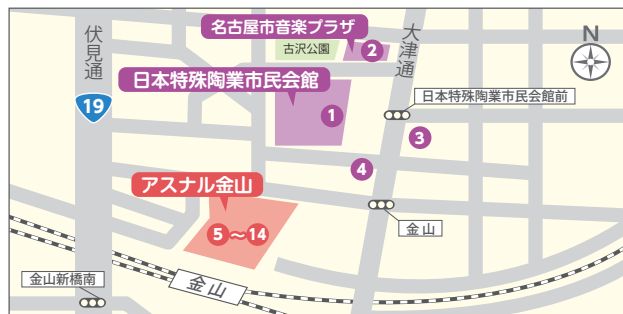 名古屋市音楽プラザ
古沢公園
2
大津通
N
伏見通
19
日本特殊陶業市民会館
1
日本特殊陶業市民会館前
3
4
アスナル金山
5～14
金山
金山
金山新橋南